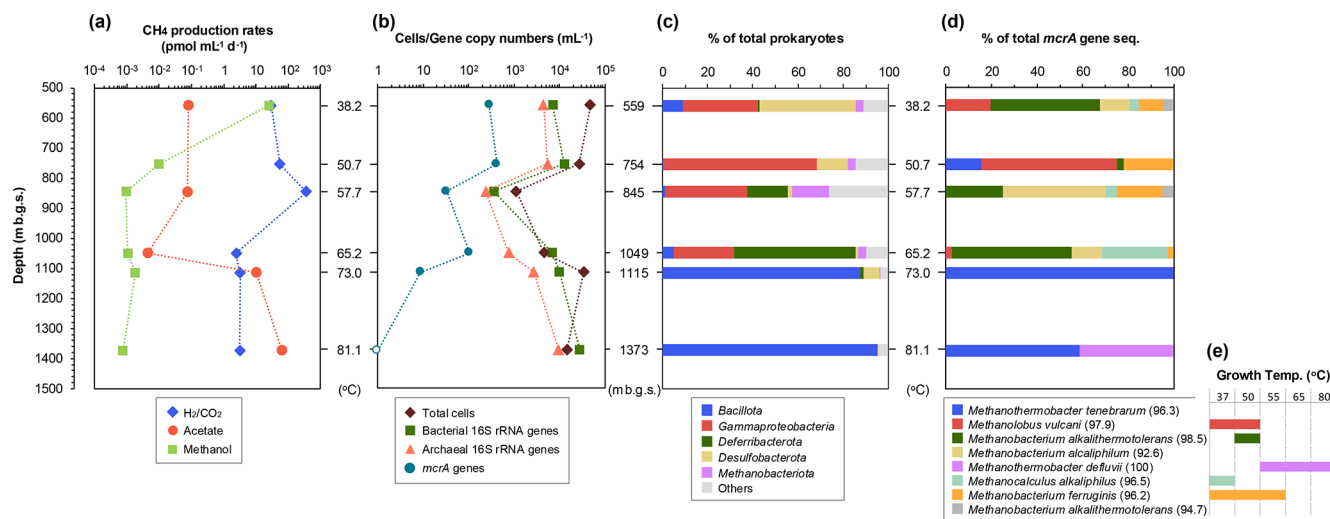 (a)
CH4 production rates
(pmol mL-1 d-1)
10-4 10-3 10-2 10-1 1 10 102 103
Depth (m b.g.s.)
500
600
700
800
900
1000
1100
1200
1300
1400
1500
38.2
50.7
57.7
65.2
73.0
81.1
(oC)
H2/CO2
Acetate
Methanol
(b)
Cells/Gene copy numbers (mL-1)
1 10 102 103 104 105
559
754
845
1049
1115
1373
(m b.g.s.)
Total cells
Bacterial 16S rRNA genes
Archaeal 16S rRNA genes
mcrA genes
(c)
% of total prokaryotes
0 20 40 60 80 100
38.2
50.7
57.7
65.2
73.0
81.1
(oC)
Bacillota
Gammaproteobacteria
Deferribacterota
Desulfobacterota
Methanobacteriota
Others
(d)
% of total mcrA gene seq.
0 20 40 60 80 100
Methanothermobacter tenebrarum (96.3)
Methanolobus vulcani (97.9)
Methanobacterium alkalithermotolerans (98.5)
Methanobacterium alcaliphilum (92.6)
Methanothermobacter defluvii (100)
Methanocalculus alkaliphilus (96.5)
Methanobacterium ferruginis (96.2)
Methanobacterium alkalithermotolerans (94.7)
(e)
Growth Temp. (oC)
37 50 55 65 80